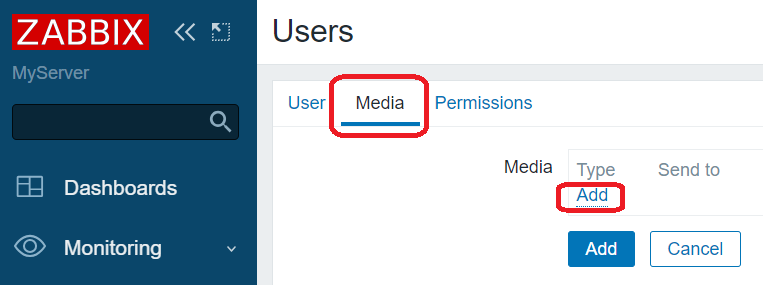 ZABBIX
MyServer
Dashboards
Monitoring
Users
User Media Permissions
Media Type Send to
Add
Add Cancel